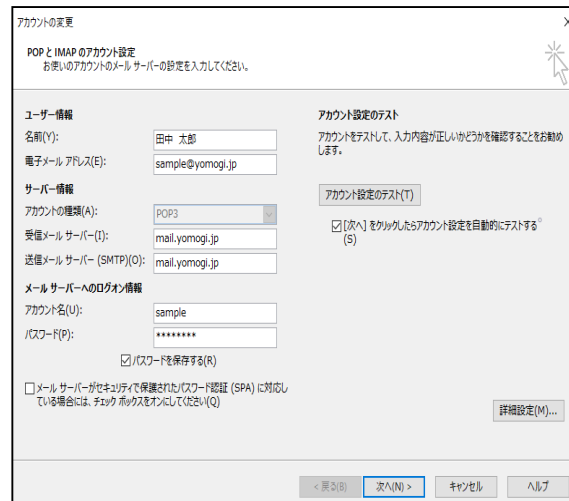 アカウントの変更
POP と IMAP のアカウント設定
お使いのアカウントのメール サーバーの設定を入力してください。
ユーザー情報
名前(Y):
田中 太郎
電子メール アドレス(E):
sample@yomogi.jp
サーバー情報
アカウントの種類(A):
POP3
受信メール サーバー(I):
mail.yomogi.jp
送信メール サーバー (SMTP)(O):
mail.yomogi.jp
メール サーバーへのログオン情報
アカウント名(U):
sample
パスワード(P):
********
パスワードを保存する(R)
メール サーバーがセキュリティで保護されたパスワード認証 (SPA) に対応し
ている場合には、チェック ボックスをオンにしてください(Q)
アカウント設定のテスト
アカウントをテストして、入力内容が正しいかどうかを確認することをお勧め
します。
アカウント設定のテスト(T)
[次へ] をクリックしたらアカウント設定を自動的にテストする
(S)
詳細設定(M)...
< 戻る(B)
次へ(N) >
キャンセル
ヘルプ